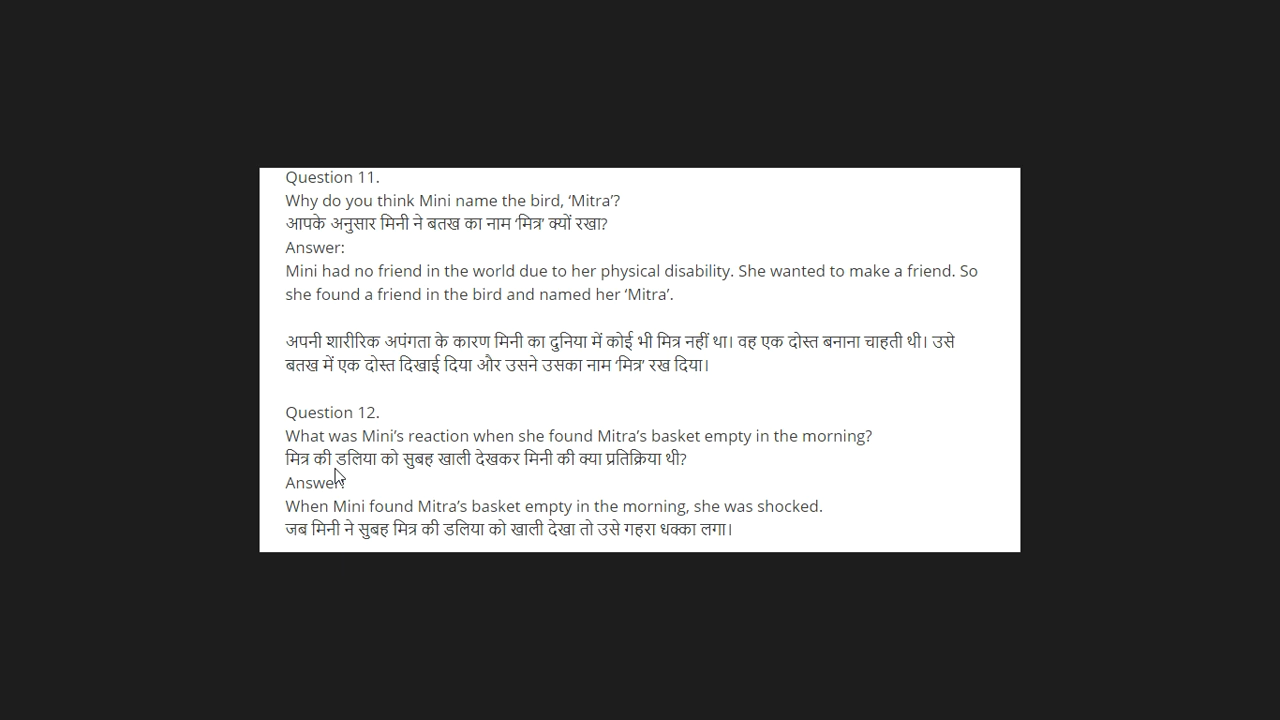 Question 11.
Why do you think Mini name the bird, ‘Mitra’?
आपके अनुसार मिनी ने बतख का नाम ‘मित्र’ क्यों रखा?
Answer:
Mini had no friend in the world due to her physical disability. She wanted to make a friend. So
she found a friend in the bird and named her ‘Mitra’.
अपनी शारीरिक अपंगता के कारण मिनी का दुनिया में कोई भी मित्र नहीं था। वह एक दोस्त बनाना चाहती थी। उसे
बतख में एक दोस्त दिखाई दिया और उसने उसका नाम ‘मित्र’ रख दिया।
Question 12.
What was Mini’s reaction when she found Mitra’s basket empty in the morning?
मित्र की डलिया को सुबह खाली देखकर मिनी की क्या प्रतिक्रिया थी?
Answer:
When Mini found Mitra’s basket empty in the morning, she was shocked.
जब मिनी ने सुबह मित्र की डलिया को खाली देखा तो उसे गहरा धक्का लगा।